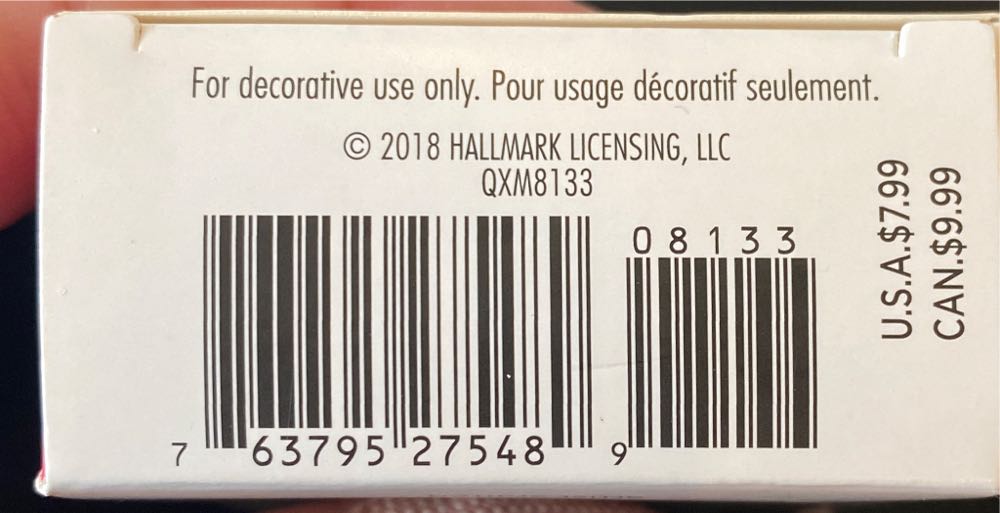 For decorative use only. Pour usage décoratif seulement.
© 2018 HALLMARK LICENSING, LLC
QXM8133
08133
7 63795 27548 9
U.S.A.$7.99
CAN.$9.99